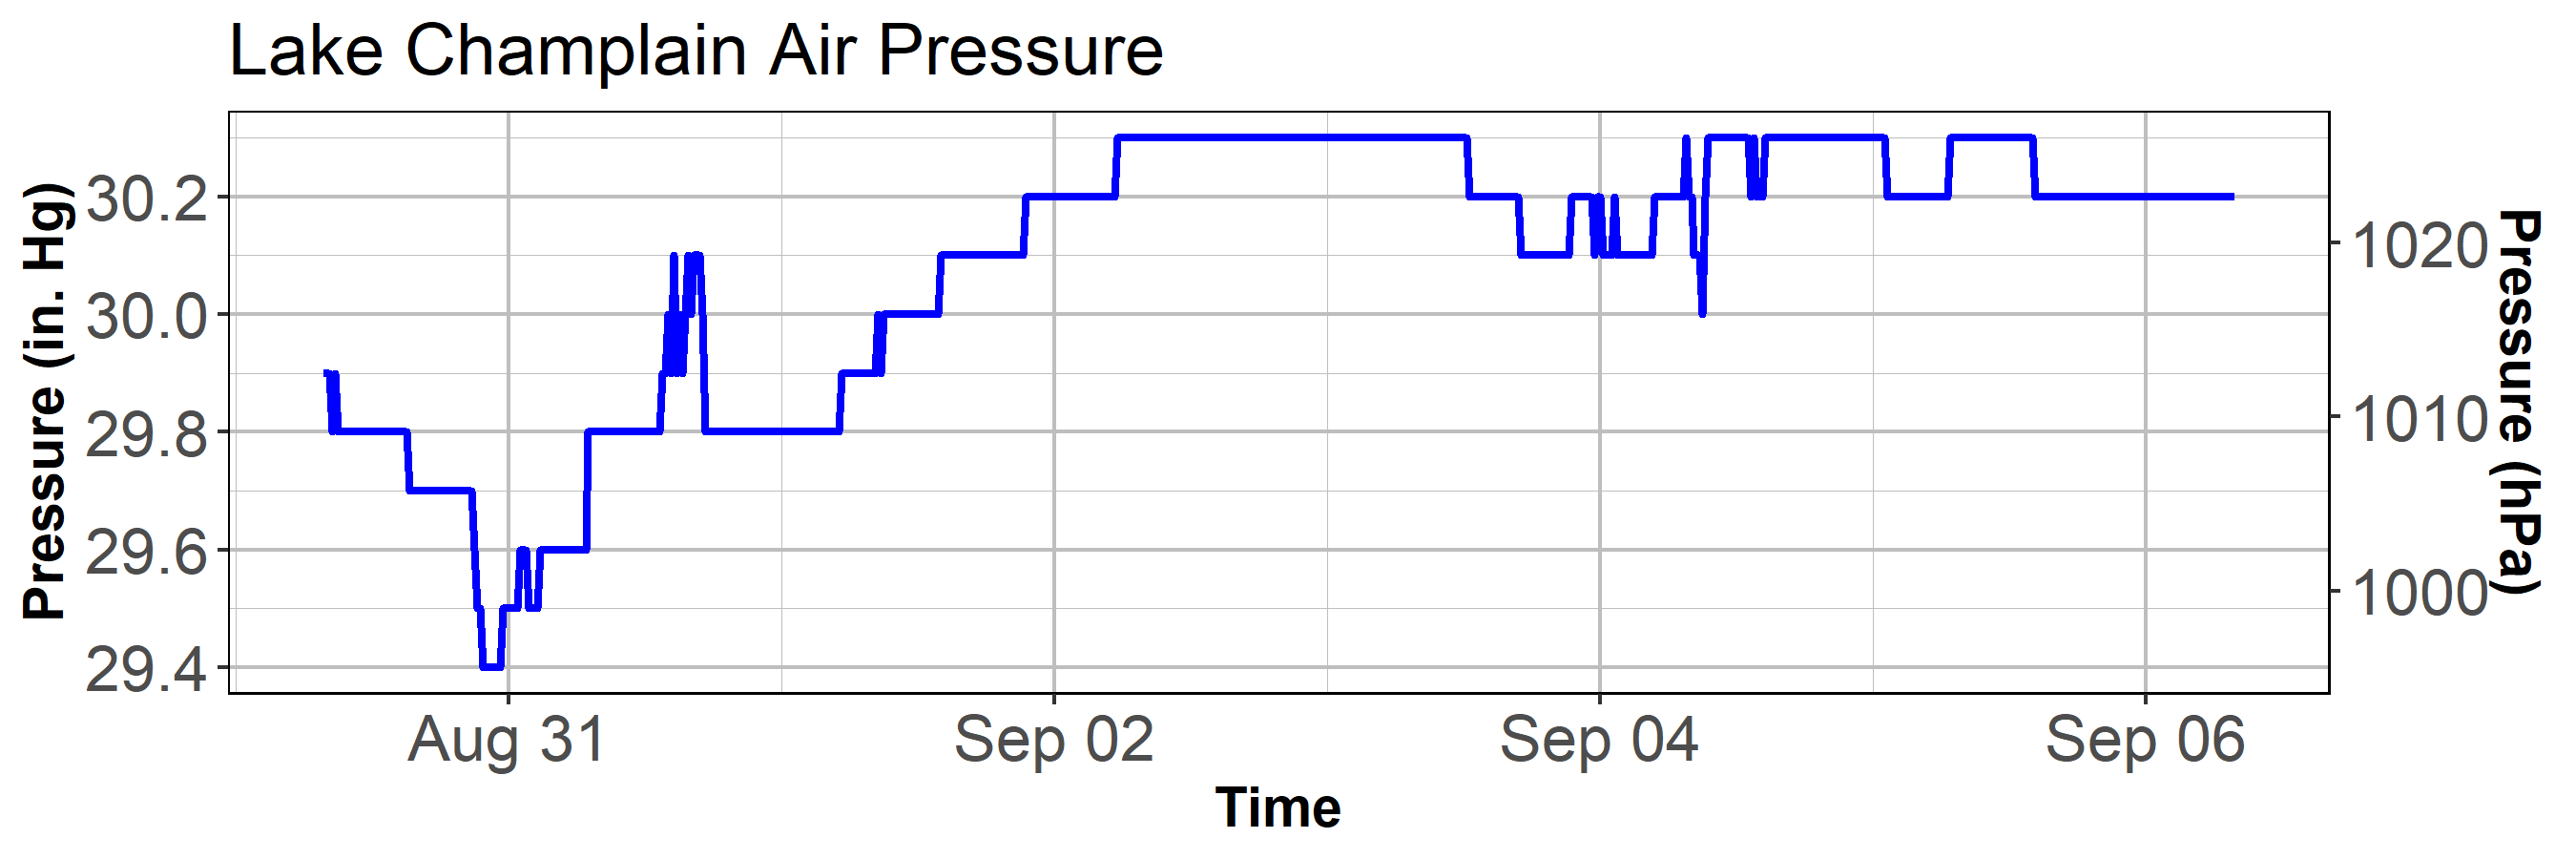 Lake Champlain Air Pressure
Pressure (in. Hg)
30.2
30.0
29.8
29.6
29.4
1020
1010
1000
Pressure (hPa)
Aug 31
Sep 02
Sep 04
Sep 06
Time